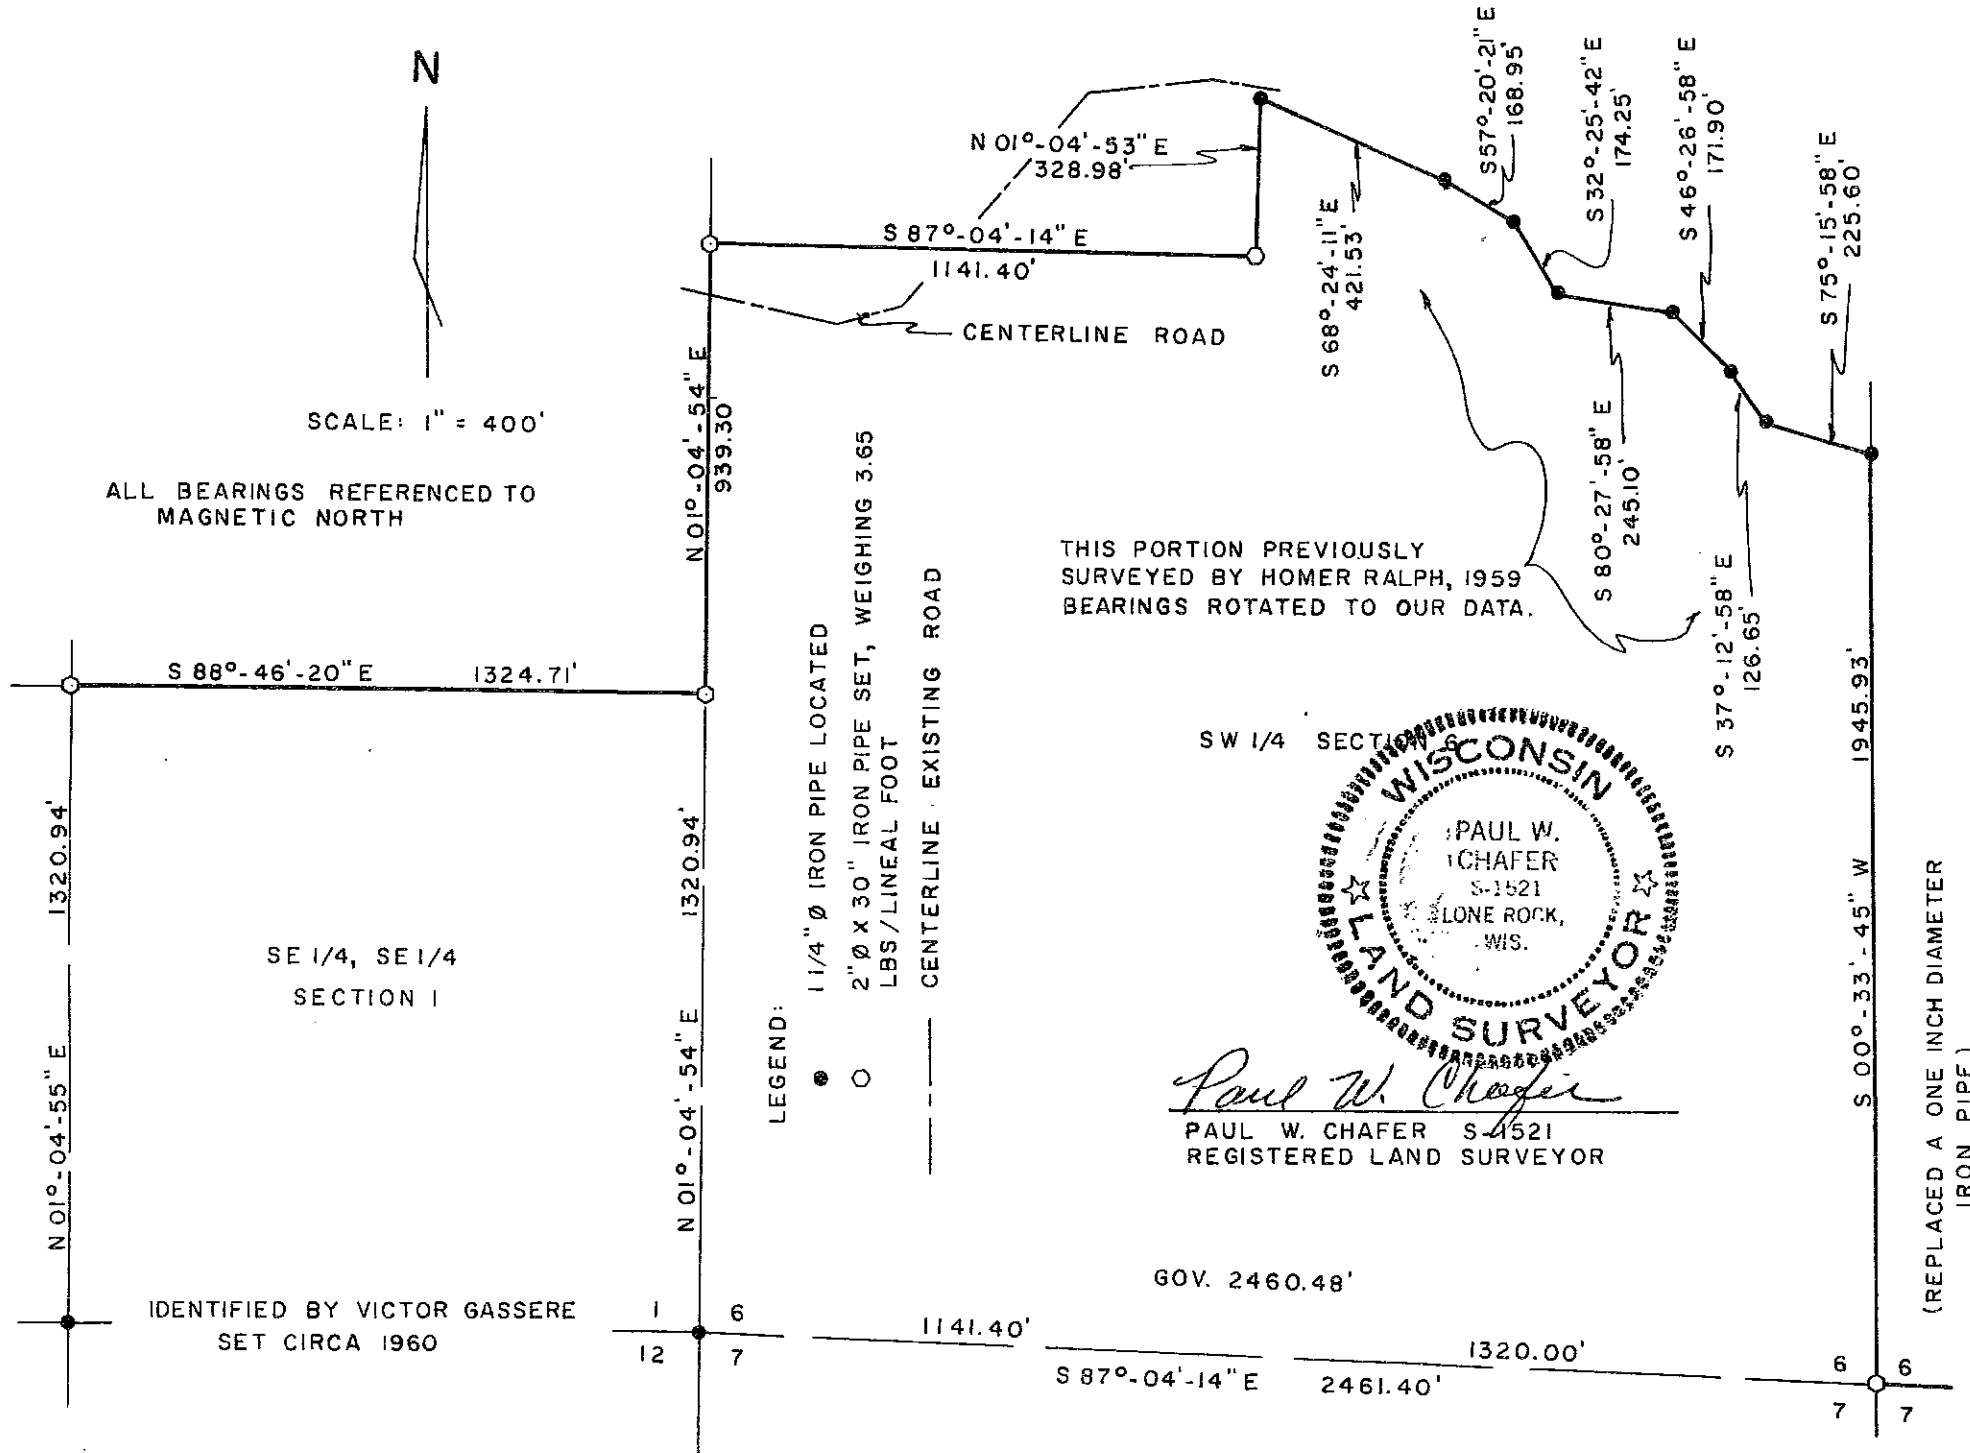 N
SCALE: 1" = 400'
ALL BEARINGS REFERENCED TO
MAGNETIC NORTH
N 01°-04'-53" E
328.98'
S 87°-04'-14" E
1141.40'
CENTERLINE ROAD
S 68°-24'-11" E
421.53'
S57°-20'-21" E
168.95'
S 32°-25'-42" E
174.25'
S 46°-26'-58" E
171.90'
S 75°-15'-58" E
225.60'
S 80°-27'-58" E
245.10'
S 37°-12'-58" E
126.65'
THIS PORTION PREVIOUSLY
SURVEYED BY HOMER RALPH, 1959
BEARINGS ROTATED TO OUR DATA.
N 01°-04'-54" E
939.30'
S 88°-46'-20" E 1324.71'
N 01°-04'-55" E 1320.94'
N 01°-04'-54" E 1320.94'
SE 1/4, SE 1/4
SECTION 1
LEGEND:
1 1/4" Ø IRON PIPE LOCATED
2" Ø X 30" IRON PIPE SET, WEIGHING 3.65
LBS/LINEAL FOOT
CENTERLINE EXISTING ROAD
SW 1/4 SECTION 6
WISCONSIN
PAUL W.
CHAFER
S-1521
LONE ROCK,
WIS.
LAND SURVEYOR
Paul W. Chafer
PAUL W. CHAFER S-1521
REGISTERED LAND SURVEYOR
S 00°-33'-45" W 1945.93'
(REPLACED A ONE INCH DIAMETER
IRON PIPE)
IDENTIFIED BY VICTOR GASSERE
SET CIRCA 1960
1 6
12 7
GOV. 2460.48'
1141.40' 1320.00'
S 87°-04'-14" E 2461.40'
6 6
7 7